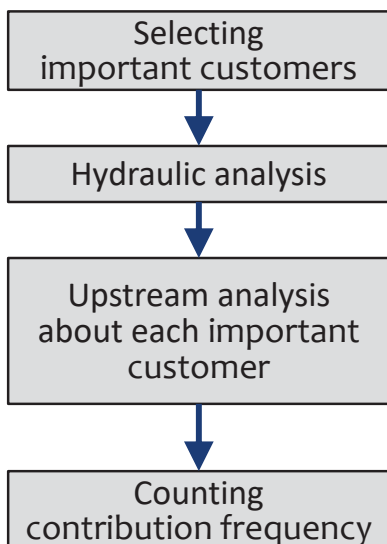 Selecting
important customers
Hydraulic analysis
Upstream analysis
about each important
customer
Counting
contribution frequency